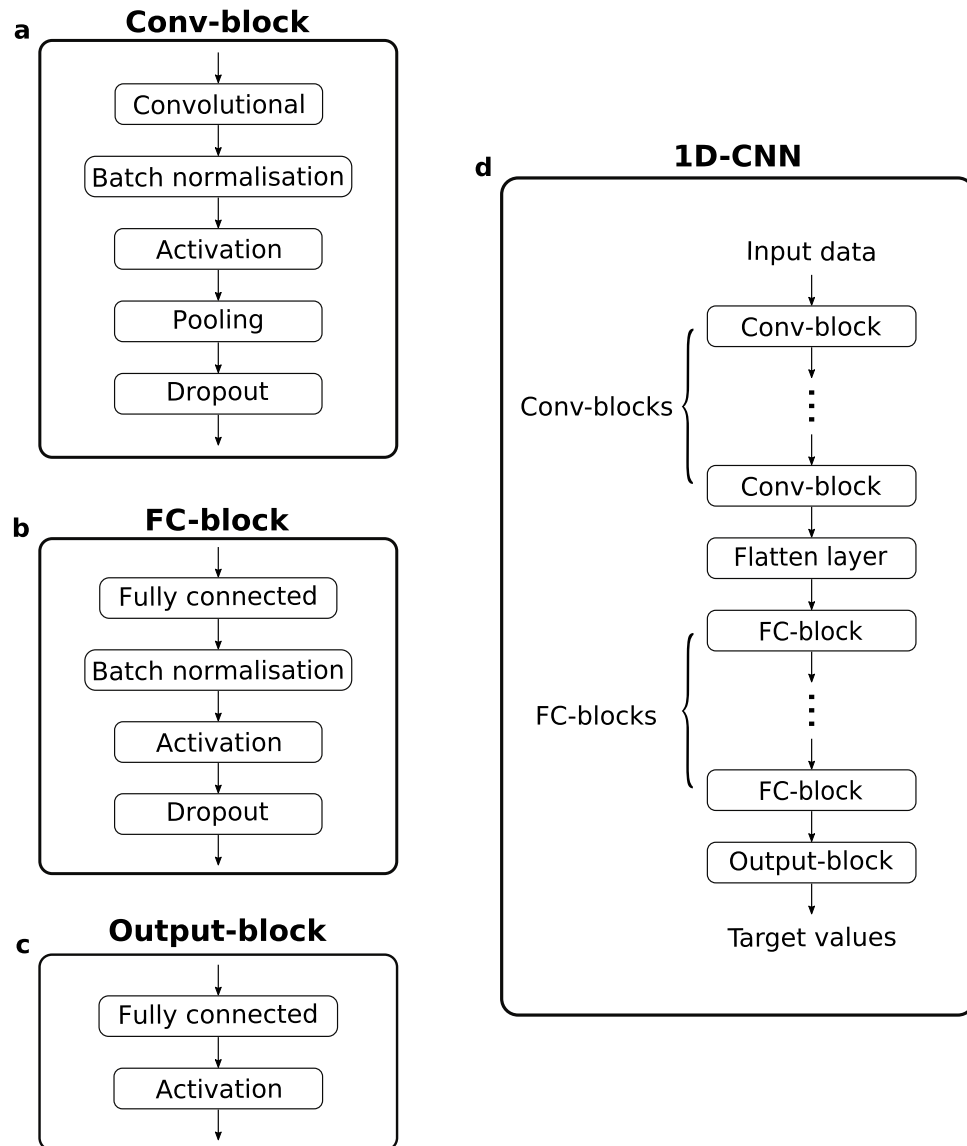 a
Conv-block
Convolutional
Batch normalisation
Activation
Pooling
Dropout
b
FC-block
Fully connected
Batch normalisation
Activation
Dropout
c
Output-block
Fully connected
Activation
d
1D-CNN
Input data
Conv-block
Conv-blocks
Conv-block
Flatten layer
FC-block
FC-blocks
FC-block
Output-block
Target values